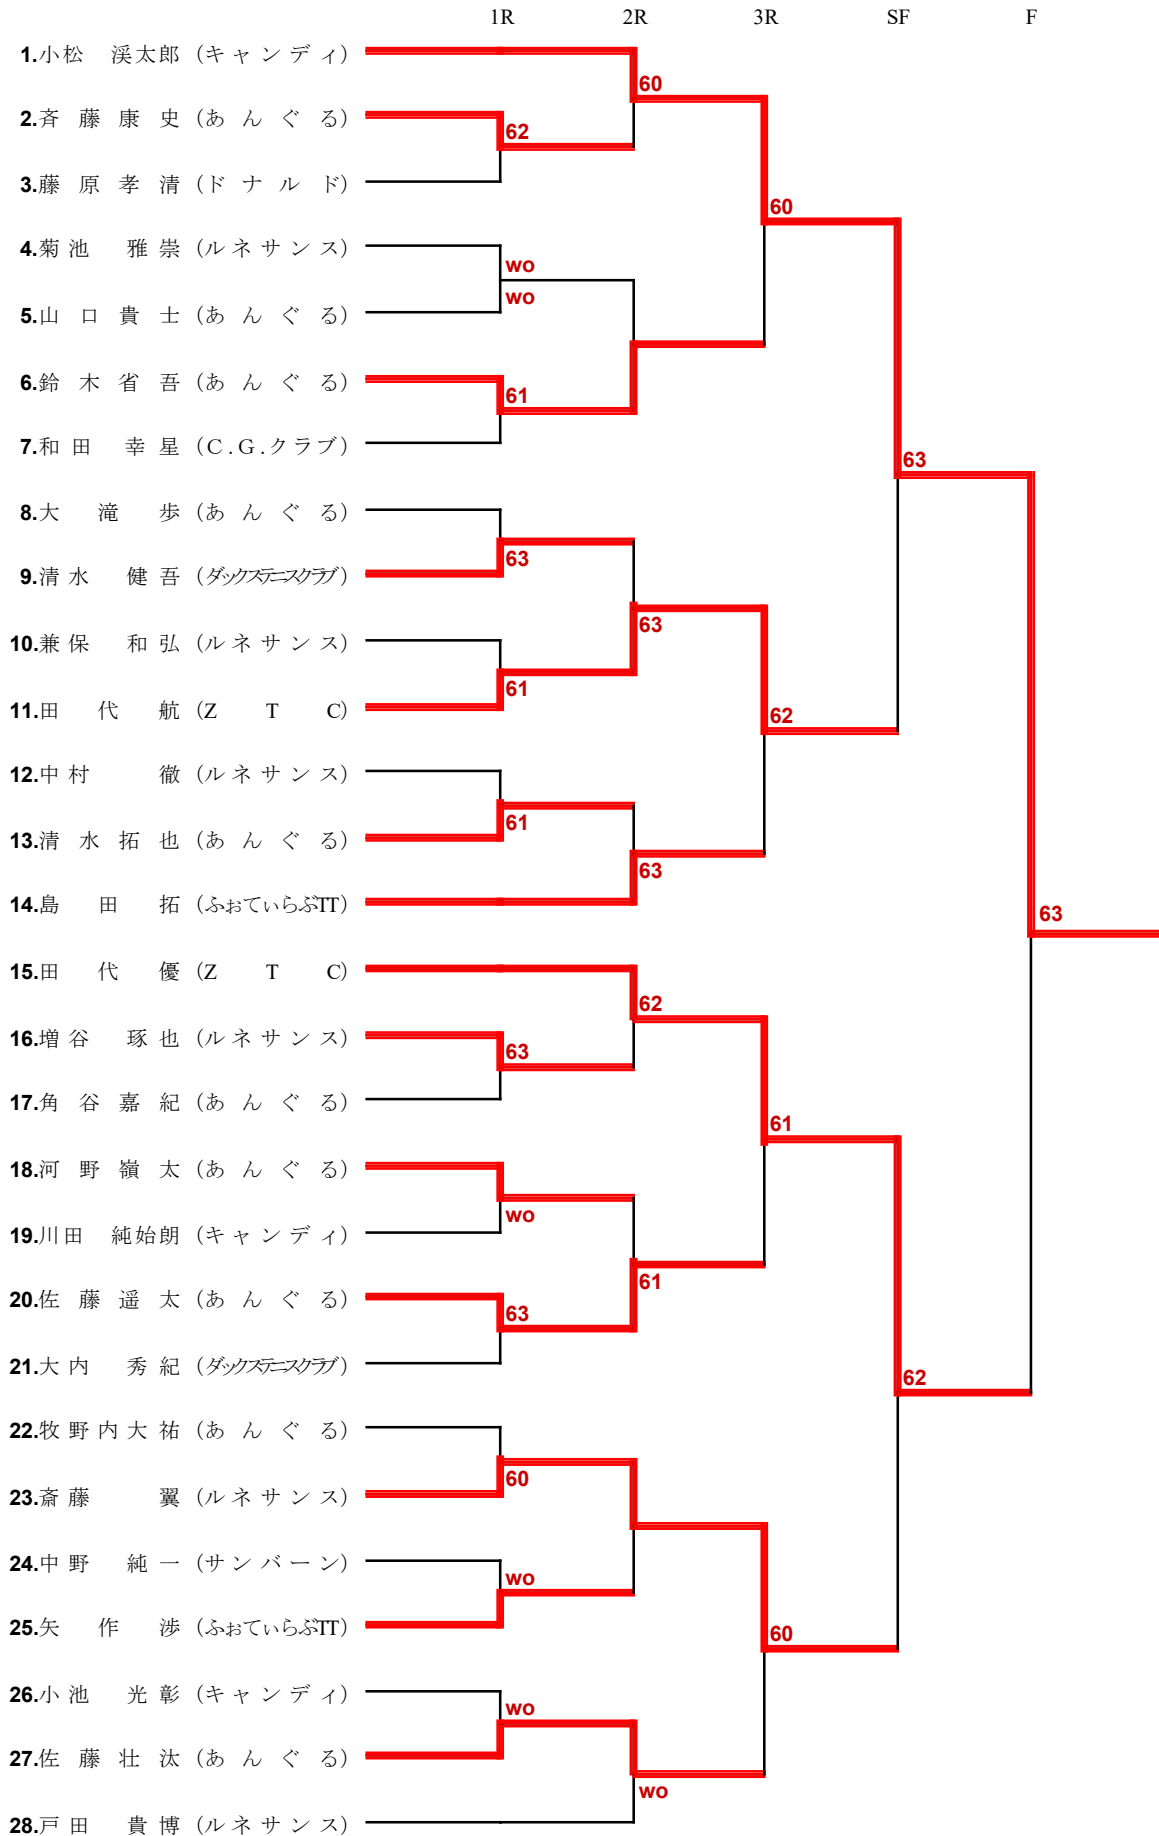 1R 2R 3R SF F
1.小松 渓太郎 (キャンディ)
60
2.斉藤康史 (あんぐる)
62
3.藤原孝清 (ドナルド)
60
4.菊池 雅崇 (ルネサンス)
wo
wo
5.山口貴士 (あんぐる)
6.鈴木省吾 (あんぐる)
61
7.和田 幸星 (C.G.クラブ)
63
8.大滝歩 (あんぐる)
63
9.清水 健吾 (ダックステニスクラブ)
63
10.兼保 和弘 (ルネサンス)
61
11.田代航 (ZTC)
62
12.中村 徹 (ルネサンス)
61
13.清水拓也 (あんぐる)
63
14.島田拓 (ふぉてぃらぶTT)
63
15.田代優 (ZTC)
62
16.増谷 琢也 (ルネサンス)
63
17.角谷嘉紀 (あんぐる)
61
18.河野嶺太 (あんぐる)
wo
19.川田 純始朗 (キャンディ)
61
20.佐藤遥太 (あんぐる)
63
21.大内 秀紀 (ダックステニスクラブ)
62
22.牧野内大祐 (あんぐる)
60
23.斎藤 翼 (ルネサンス)
24.中野 純一 (サンバーン)
wo
25.矢作渉 (ふぉてぃらぶTT)
60
26.小池 光彰 (キャンディ)
wo
27.佐藤壮汰 (あんぐる)
wo
28.戸田 貴博 (ルネサンス)